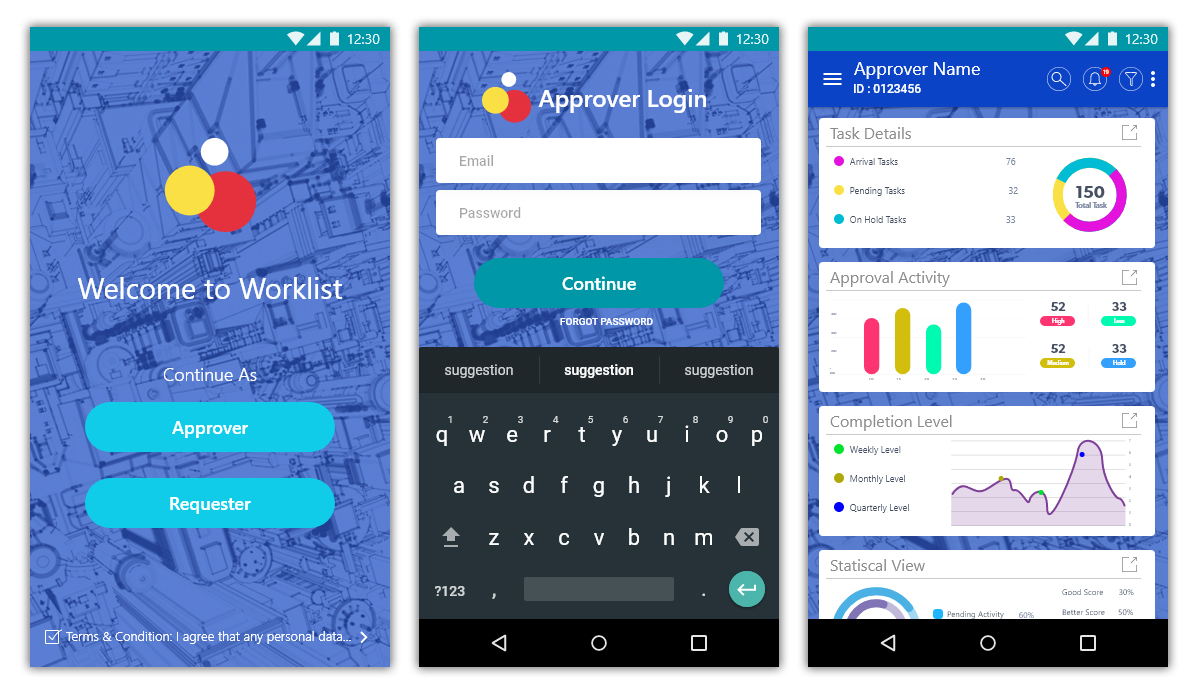 12:30
Welcome to Worklist
Continue As
Approver
Requester
Terms & Condition: I agree that any personal data...
12:30
Approver Login
Email
Password
Continue
FORGOT PASSWORD
suggestion suggestion suggestion
1 2 3 4 5 6 7 8 9 0
q w e r t y u i o p
a s d f g h j k l
z x c v b n m
?123 , .
12:30
Approver Name
ID : 0123456
19
Task Details
Arrival Tasks 76
Pending Tasks 32
On Hold Tasks 33
150
Total Task
Approval Activity
52 33
High Low
52 33
Medium Hold
Completion Level
Weekly Level
Monthly Level
Quarterly Level
Statiscal View
Pending Activity 60%
Good Score 30%
Better Score 50%